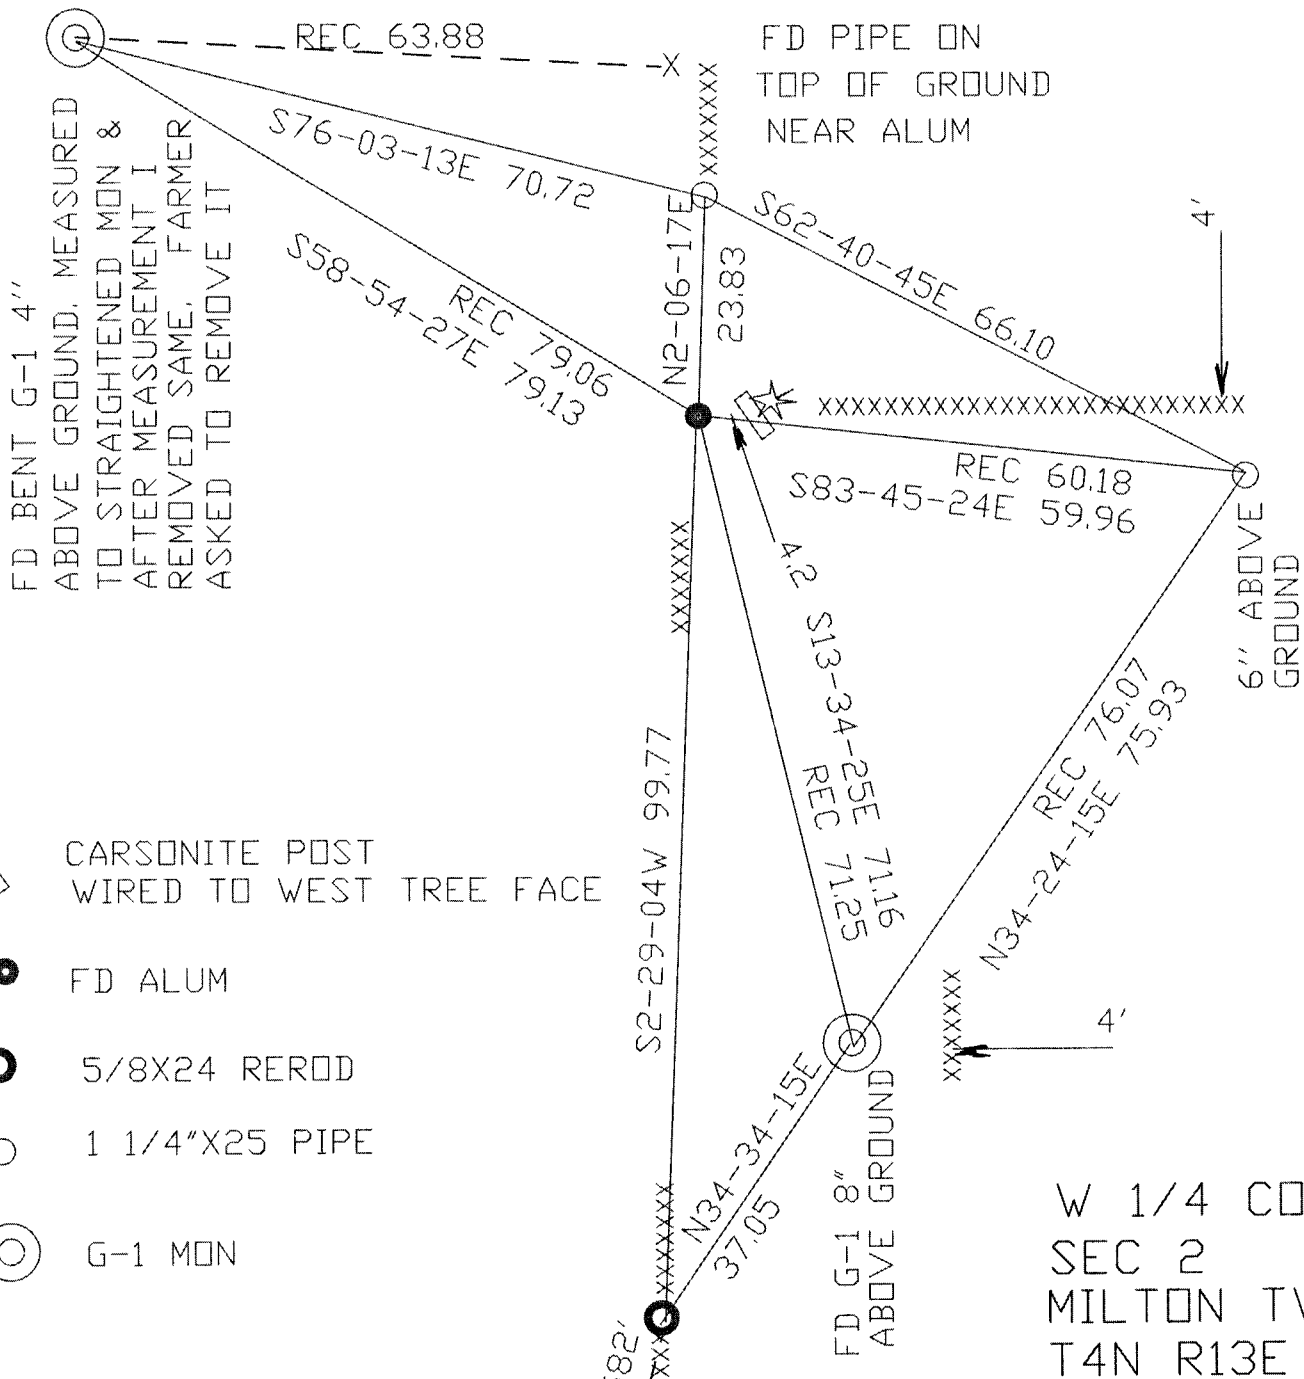 REC 63.88
FD PIPE ON
TOP OF GROUND
NEAR ALUM
S76-03-13E 70.72
FD BENT G-1 4''
ABOVE GROUND. MEASURED
TO STRAIGHTENED MON &
AFTER MEASUREMENT I
REMOVED SAME. FARMER
ASKED TO REMOVE IT
S62-40-45E 66.10
4'
N2-06-17E
23.83
REC 79.06
S58-54-27E 79.13
XXXXXXXXXXXXXXXXXXXXXXXXXX
REC 60.18
S83-45-24E 59.96
4.2
6'' ABOVE
GROUND
S13-34-25E 71.16
REC 71.25
REC 76.07
N34-24-15E 75.93
S2-29-04W 99.77
CARSONITE POST
WIRED TO WEST TREE FACE
FD ALUM
5/8X24 REROD
1 1/4"X25 PIPE
G-1 MON
4'
N34-34-15E
37.05
FD G-1 8"
ABOVE GROUND
W 1/4 CO
SEC 2
MILTON
T4N R13E